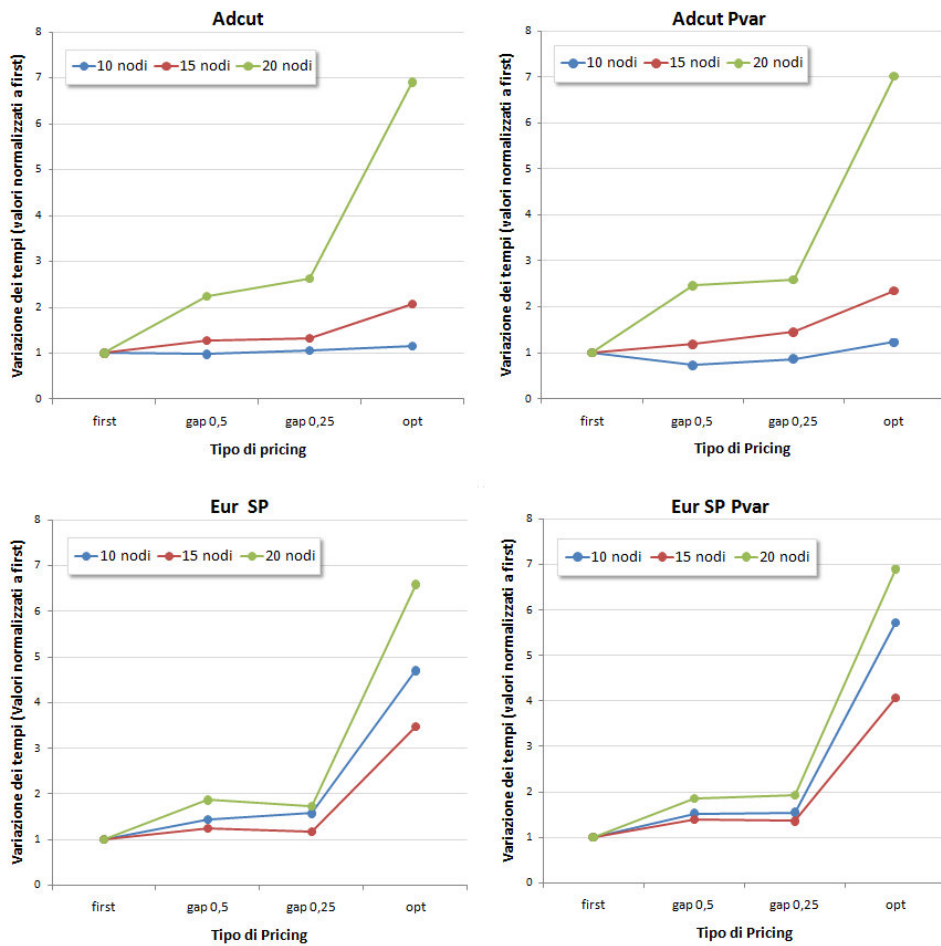 Adcut
Variazione dei tempi (valori normalizzati a first)
8
10 nodi 15 nodi 20 nodi
7
6
5
4
3
2
1
0
first gap 0,5 gap 0,25 opt
Tipo di pricing
Adcut Pvar
Variazione dei tempi (valori normalizzati a first)
8
10 nodi 15 nodi 20 nodi
7
6
5
4
3
2
1
0
first gap 0,5 gap 0,25 opt
Tipo di Pricing
Eur SP
Variazione dei tempi (Valori normalizzati a first)
8
10 nodi 15 nodi 20 nodi
7
6
5
4
3
2
1
0
first gap 0,5 gap 0,25 opt
Tipo di Pricing
Eur SP Pvar
Variazione dei tempi (valori normalizzati a first)
8
10 nodi 15 nodi 20 nodi
7
6
5
4
3
2
1
0
first gap 0,5 gap 0,25 opt
Tipo di Pricing